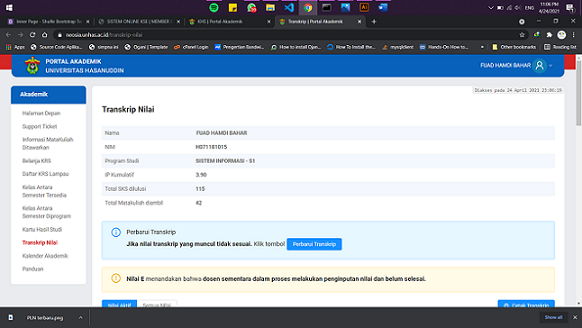 11:06 PM
ENG
4/24/2021
Inner Page - Shuffle Bootstrap Te
SISTEM ONLINE KSE | MEMBER
KHS | Portal Akademik
Transkrip | Portal Akademik
neosia.unhas.ac.id/transkrip-nilai
Apps
Source Code Aplika...
simpna ini
Ogani | Template
cPanel Login
Pengertian Bandwi...
How to install Djan...
How To Install the...
mysqlclient
Hands-On How to...
Other bookmarks
Reading list
PORTAL AKADEMIK
UNIVERSITAS HASANUDDIN
FUAD HAMDI BAHAR
Diakses pada 24 April 2021 23:06:19
Akademik
Halaman Depan
Support Ticket
Informasi Matakuliah
Ditawarkan
Belanja KRS
Daftar KRS Lampau
Kelas Antara
Semester Tersedia
Kelas Antara
Semester Diprogram
Kartu Hasil Studi
Transkrip Nilai
Kalender Akademik
Panduan
Transkrip Nilai
Nama FUAD HAMDI BAHAR
NIM H071181015
Program Studi SISTEM INFORMASI - S1
IP Kumulatif 3.90
Total SKS dilulusi 115
Total Matakuliah diambil 42
Perbarui Transkrip
Jika nilai transkrip yang muncul tidak sesuai. Klik tombol Perbarui Transkrip
Nilai E menandakan bahwa dosen sementara dalam proses melakukan penginputan nilai dan belum selesai.
Nilai Aktif Semua Nilai Cetak Transkrip
PLN terbaru.png
Show all